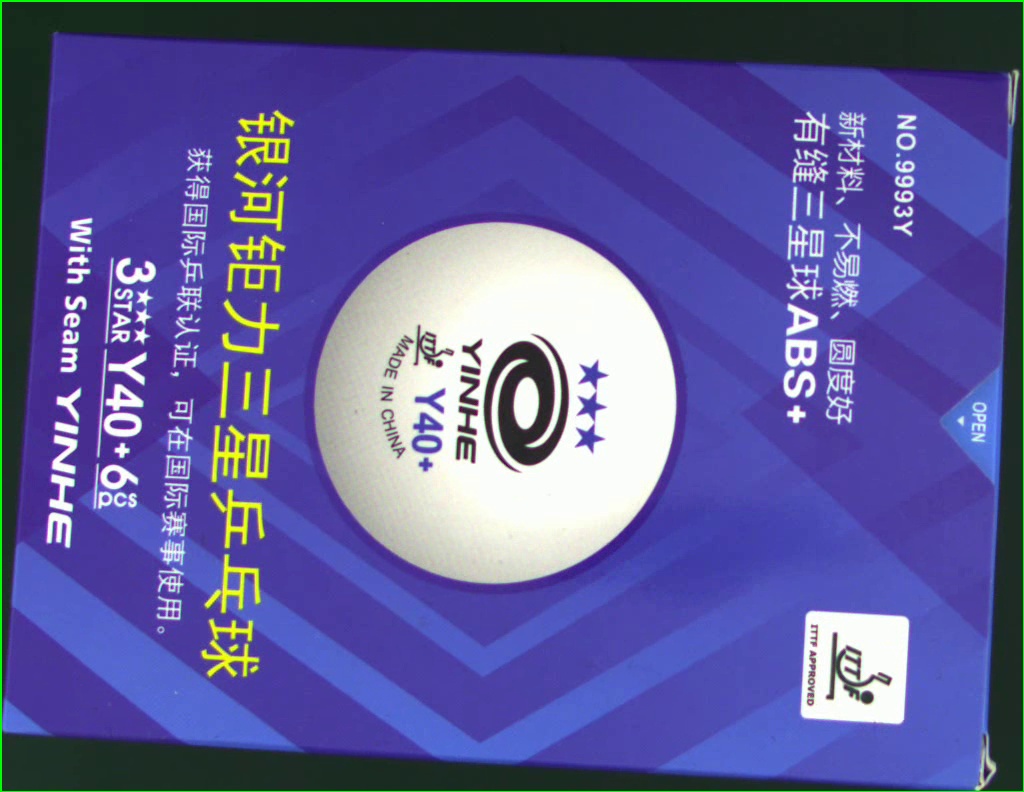 NO.9993Y
新材料、不易燃、圆度好
有缝三星球ABS+
OPEN
ITTF
ITTF APPROVED
★★★
YINHE
ITTF Y40+
MADE IN CHINA
银河钜力三星乒乓球
获得国际乒联认证，可在国际赛事使用。
3★★★STAR Y40+ 6pcs
With Seam YINHE